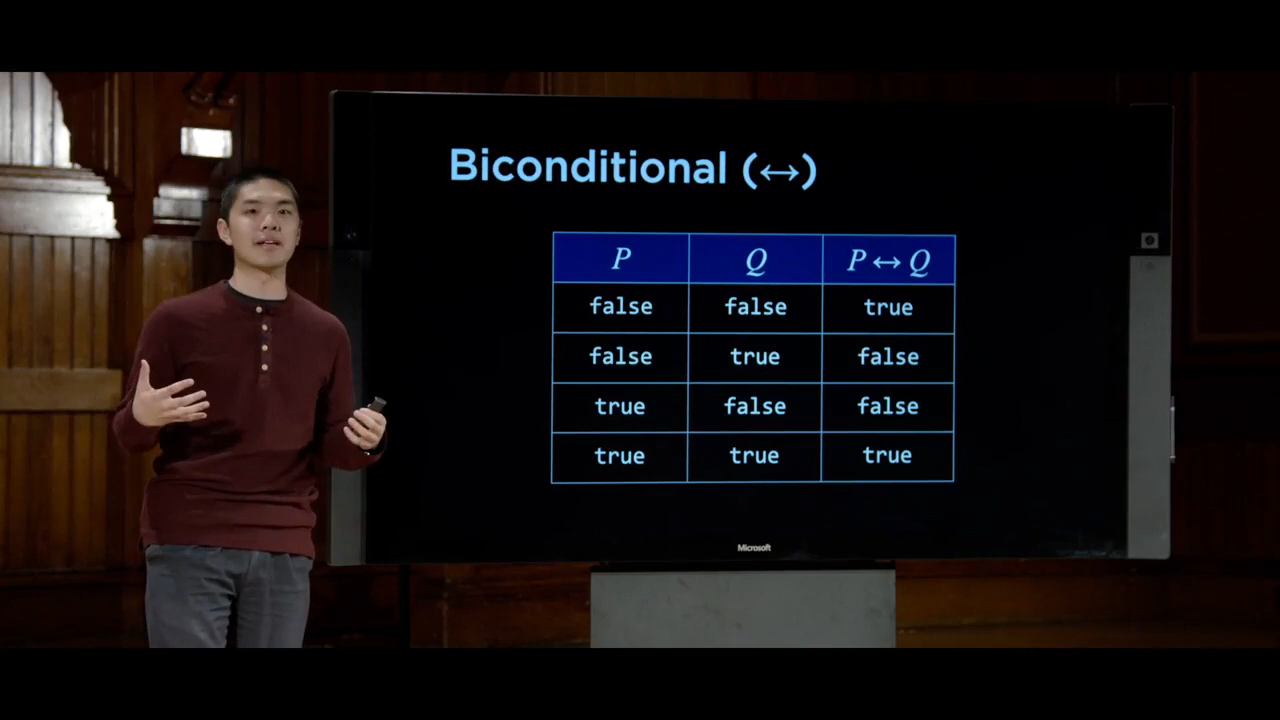 Biconditional (↔)
P Q P ↔ Q
false false true
false true false
true false false
true true true
Microsoft